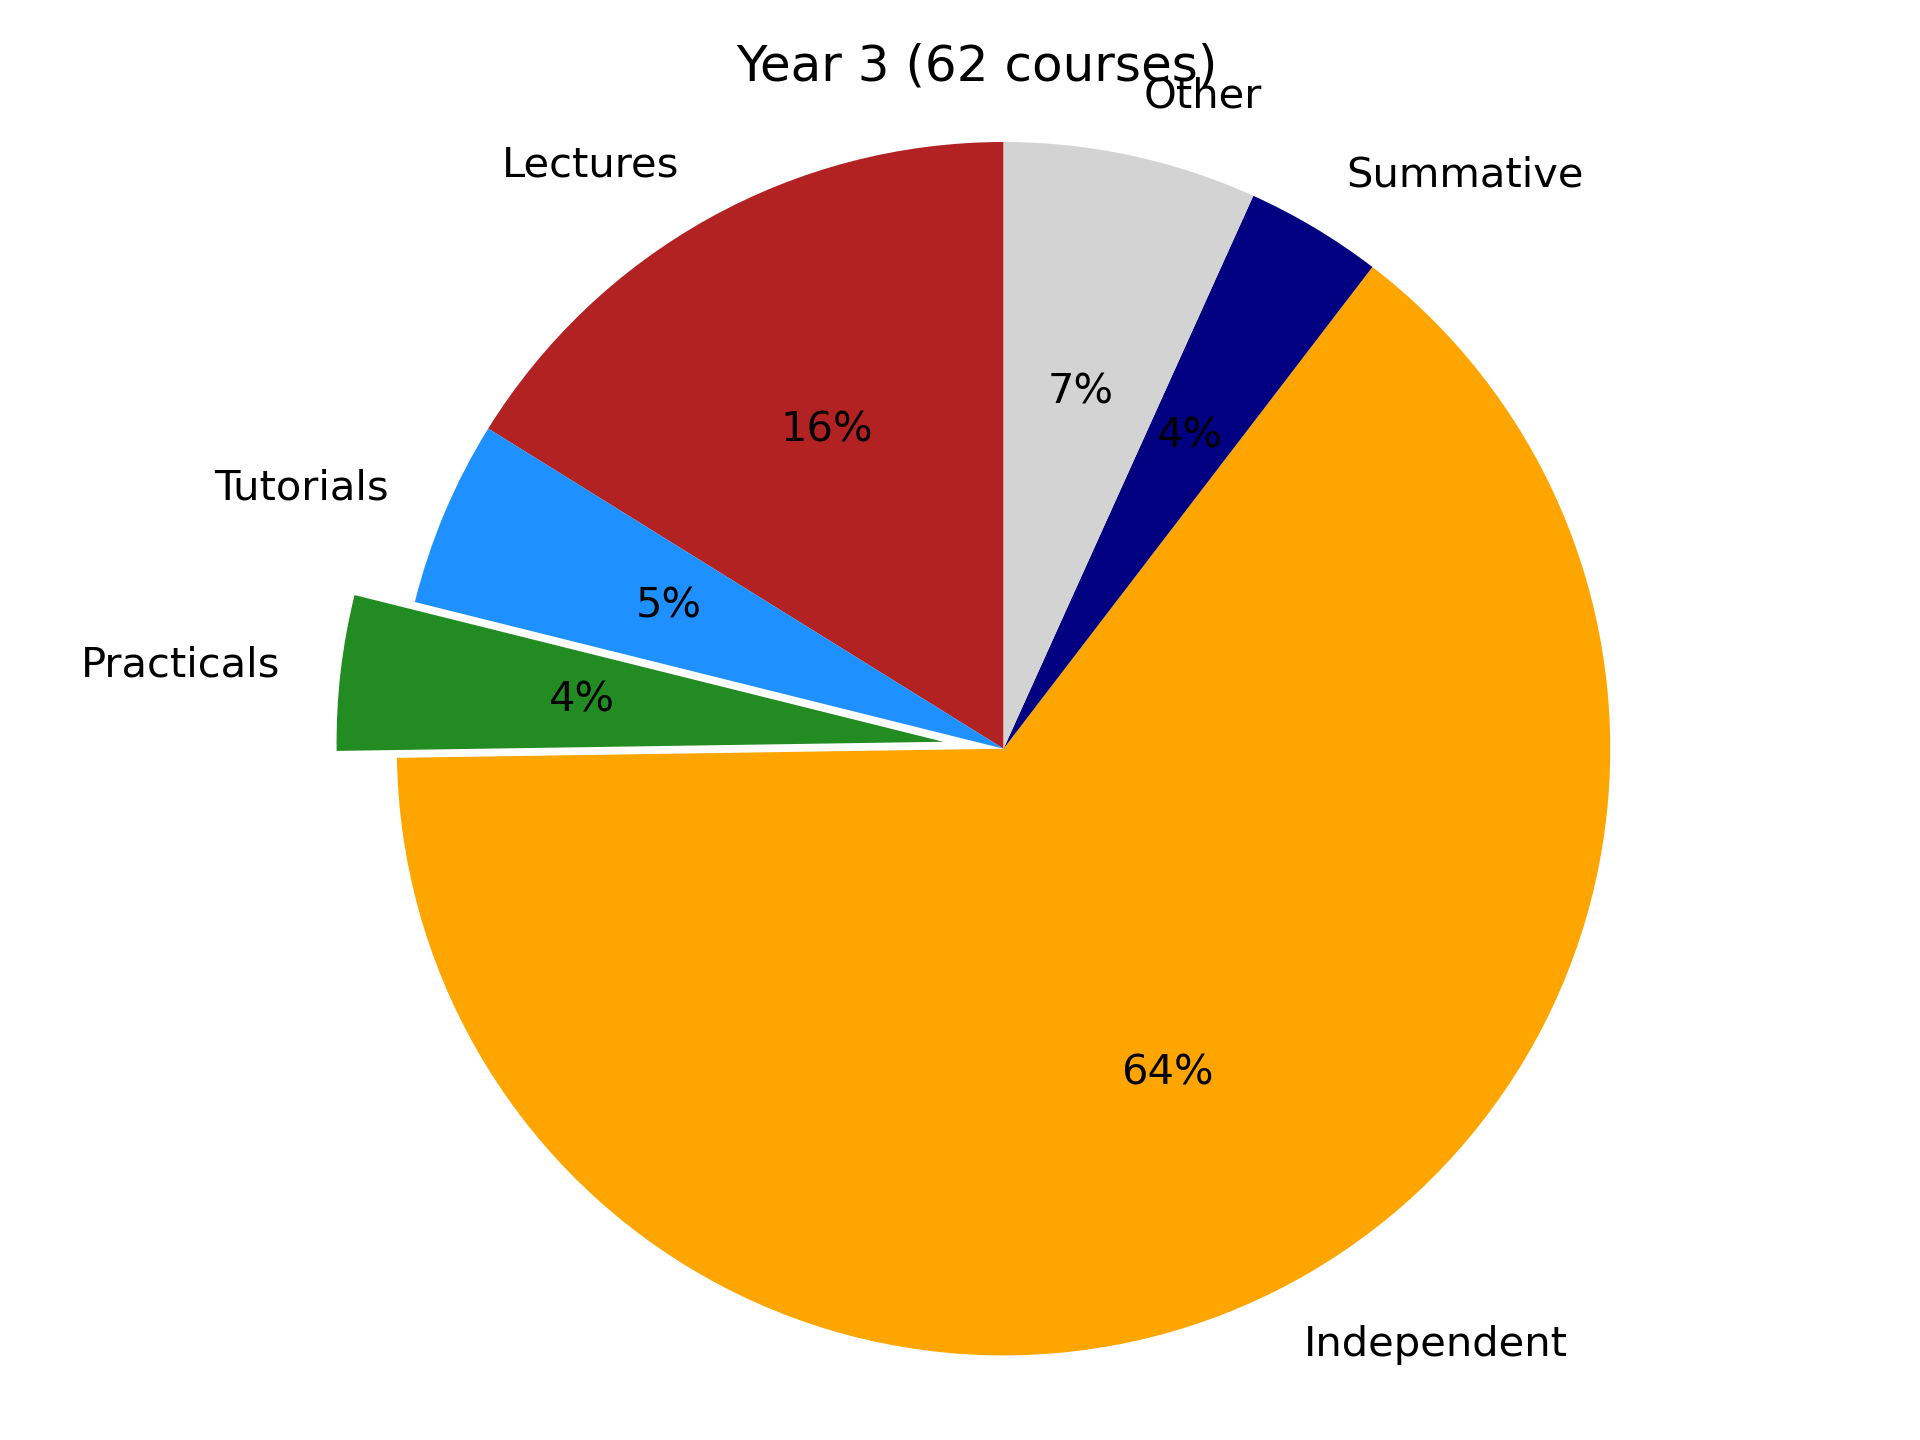 Year 3 (62 courses)
Other
Lectures
Summative
7%
16%
4%
Tutorials
5%
Practicals
4%
64%
Independent